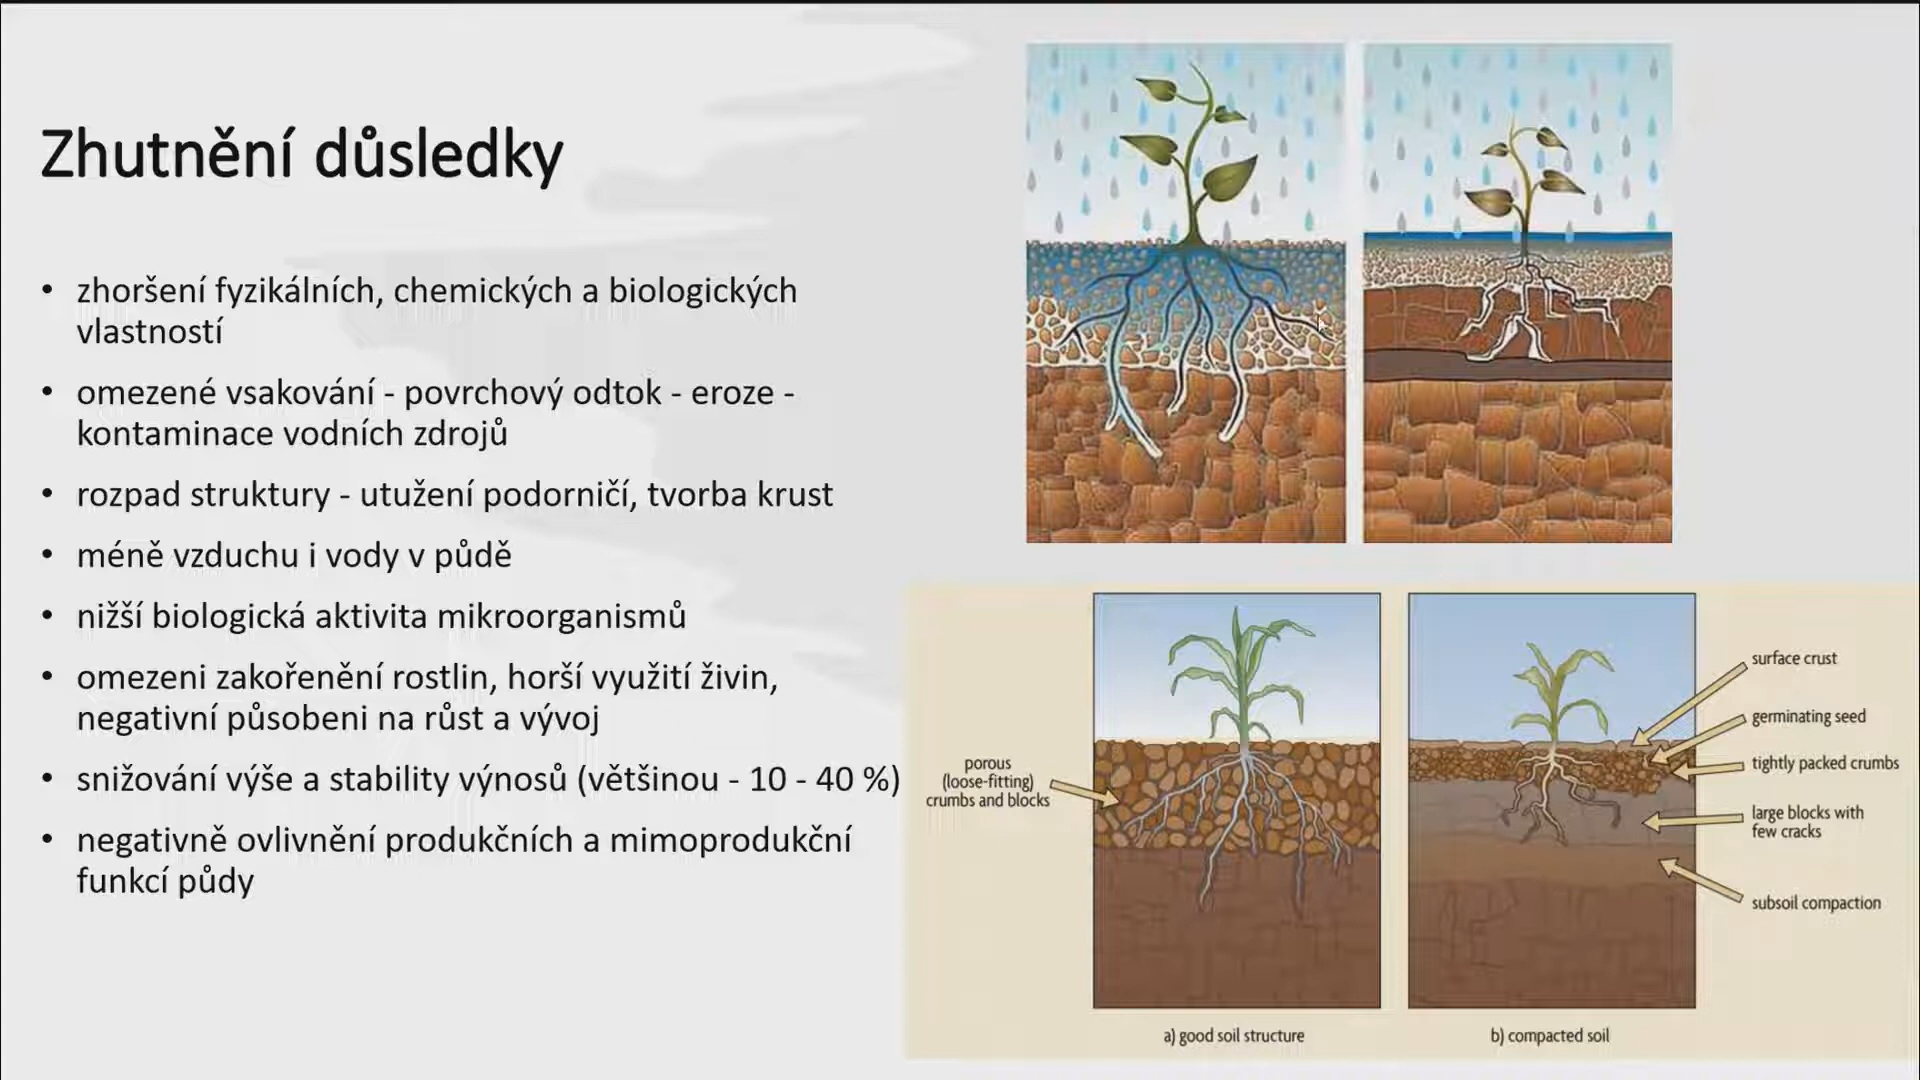 Zhutnění důsledky
• zhoršení fyzikálních, chemických a biologických
vlastností
• omezené vsakování - povrchový odtok - eroze -
kontaminace vodních zdrojů
• rozpad struktury - utužení podorničí, tvorba krust
• méně vzduchu i vody v půdě
• nižší biologická aktivita mikroorganismů
• omezeni zakořenění rostlin, horší využití živin,
negativní působeni na růst a vývoj
• snižování výše a stability výnosů (většinou - 10 - 40 %)
• negativně ovlivnění produkčních a mimoprodukční
funkcí půdy
porous
(loose-fitting)
crumbs and blocks
surface crust
germinating seed
tightly packed crumbs
large blocks with
few cracks
subsoil compaction
a) good soil structure
b) compacted soil